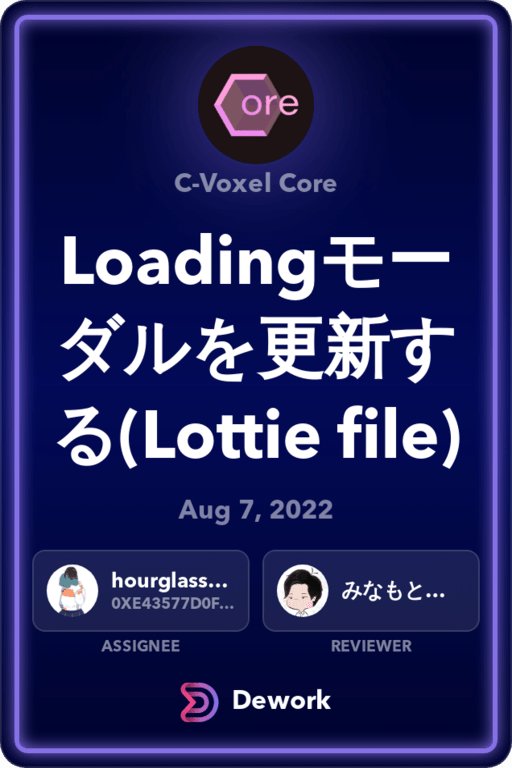 Core
C-Voxel Core
Loadingモー
ダルを更新す
る(Lottie file)
Aug 7, 2022
hourglass...
0XE43577D0F...
ASSIGNEE
みなもと...
REVIEWER
Dework